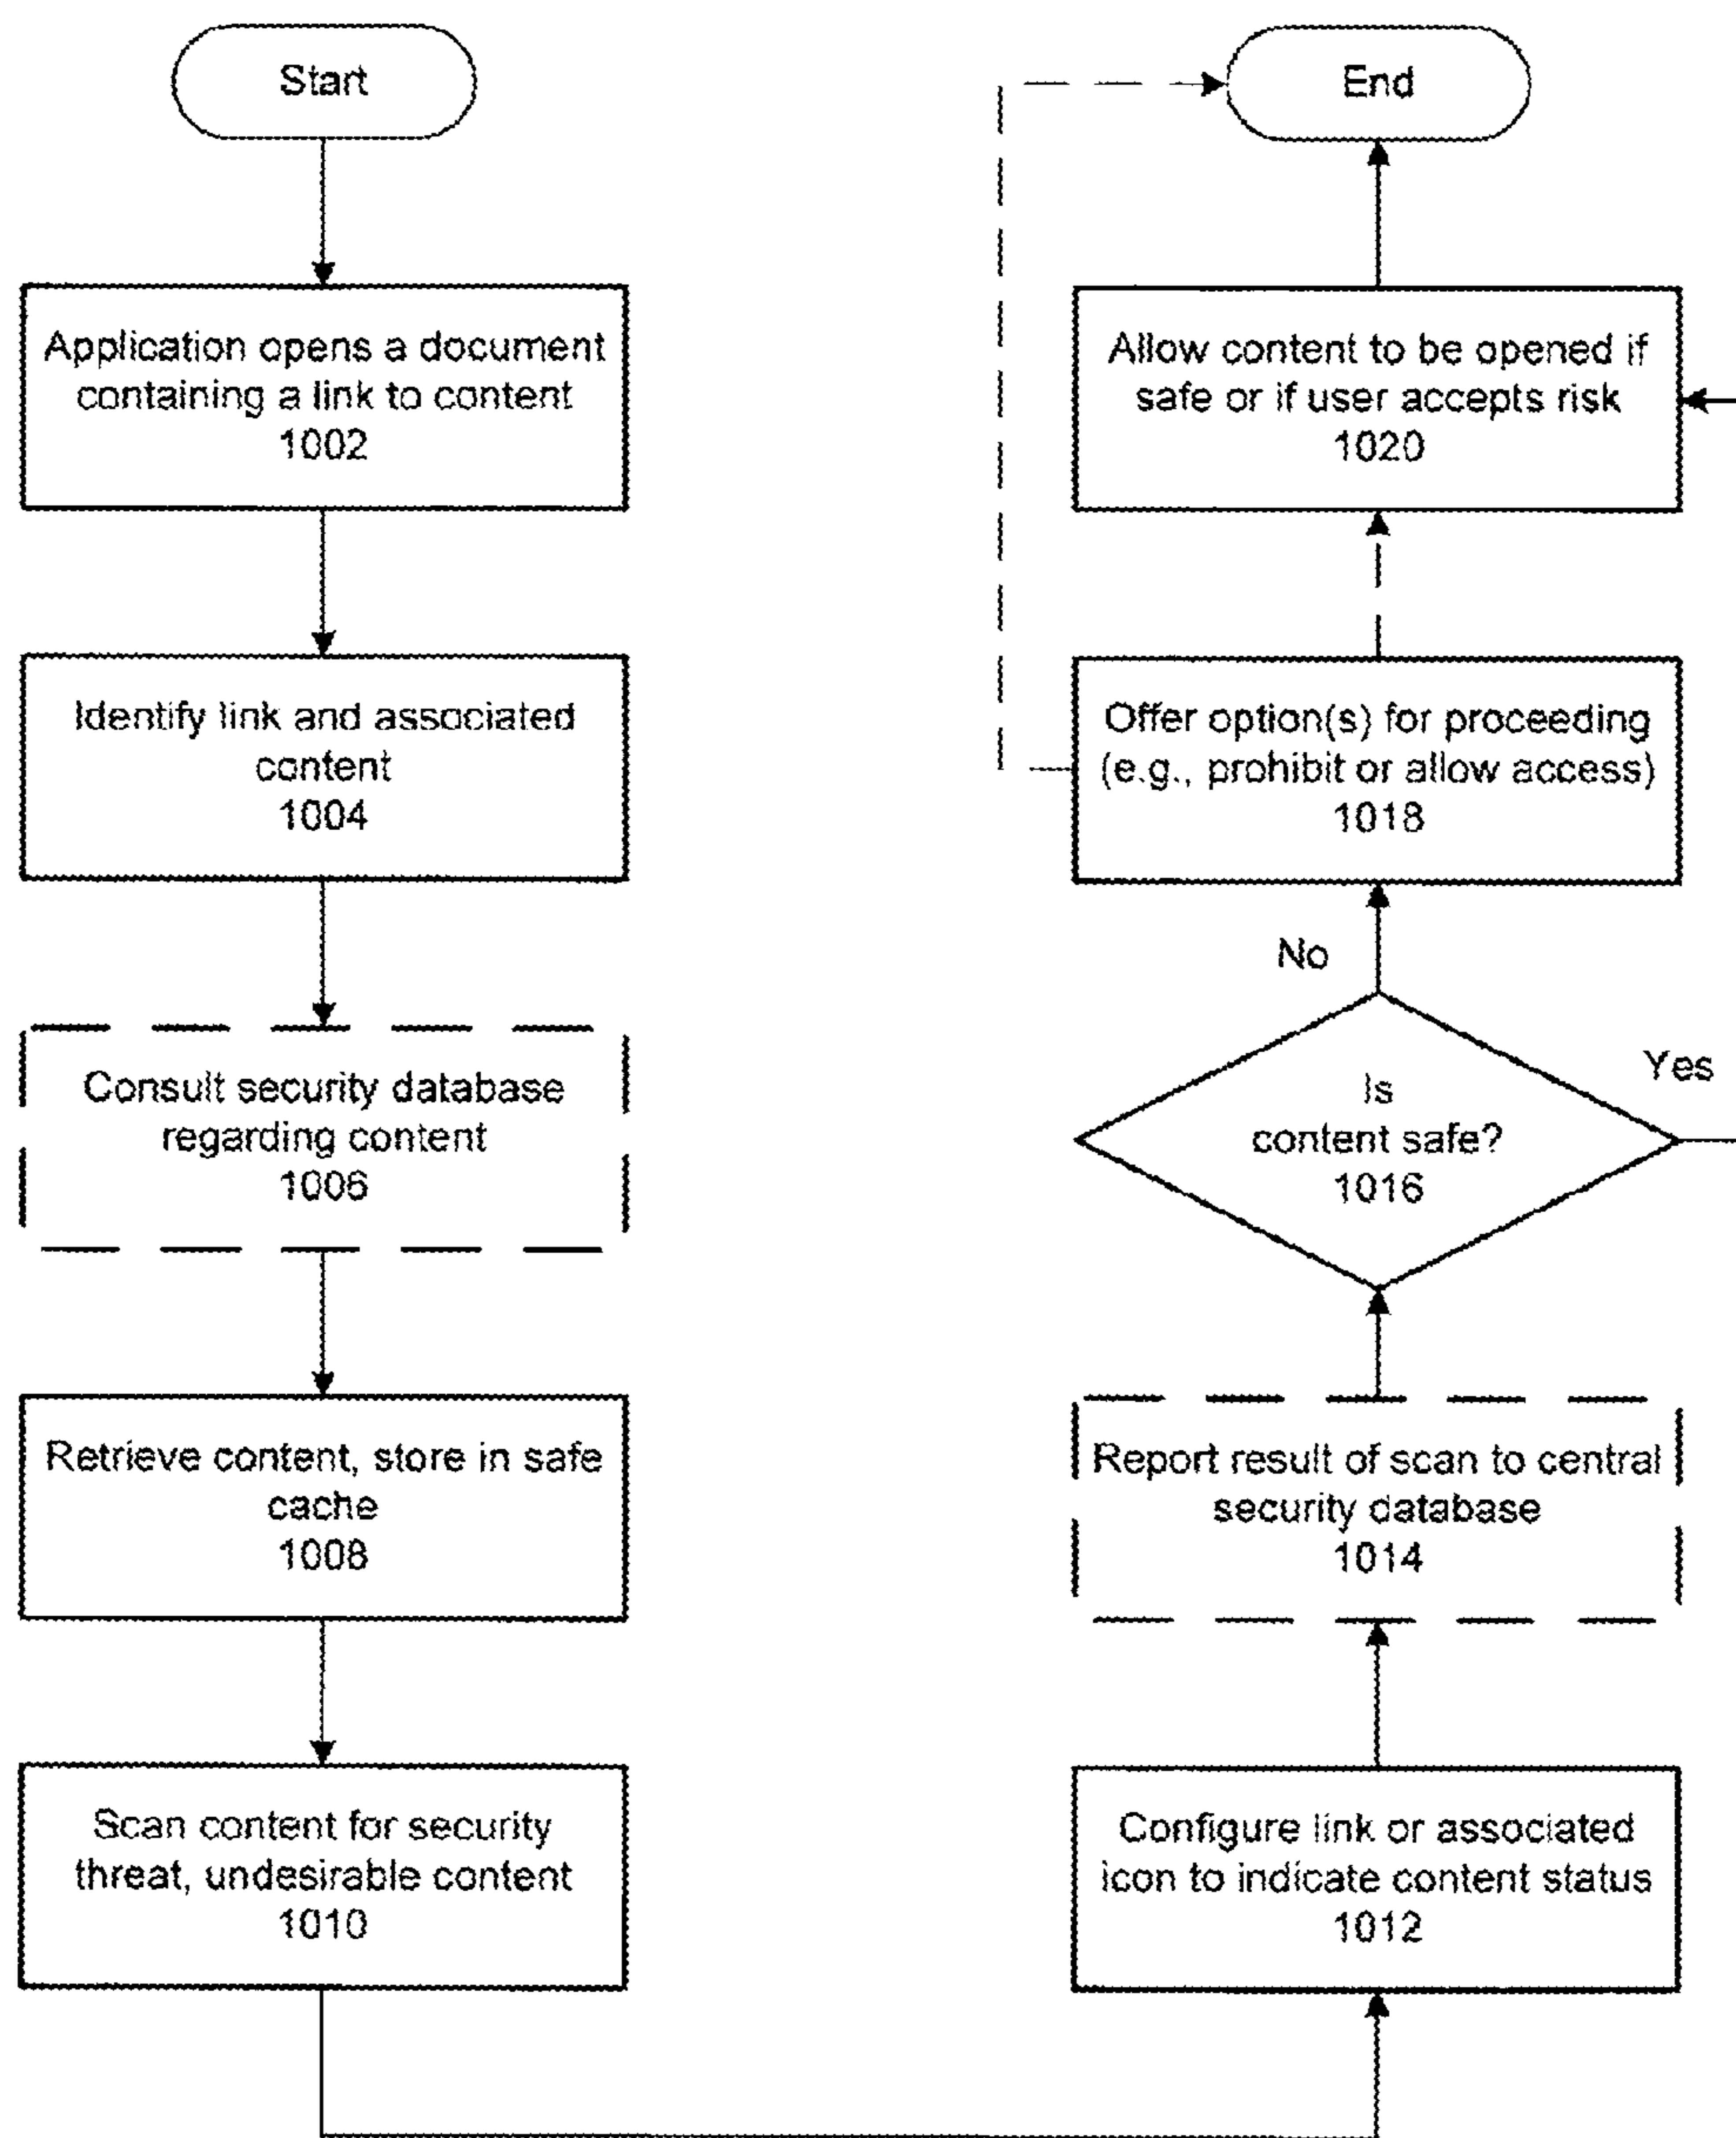 Start
Application opens a document
containing a link to content
1002
Identify link and associated
content
1004
Consult security database
regarding content
1006
Retrieve content, store in safe
cache
1008
Scan content for security
threat, undesirable content
1010
Configure link or associated
icon to indicate content status
1012
Report result of scan to central
security database
1014
Is
content safe?
1016
No
Yes
Offer option(s) for proceeding
(e.g., prohibit or allow access)
1018
Allow content to be opened if
safe or if user accepts risk
1020
End